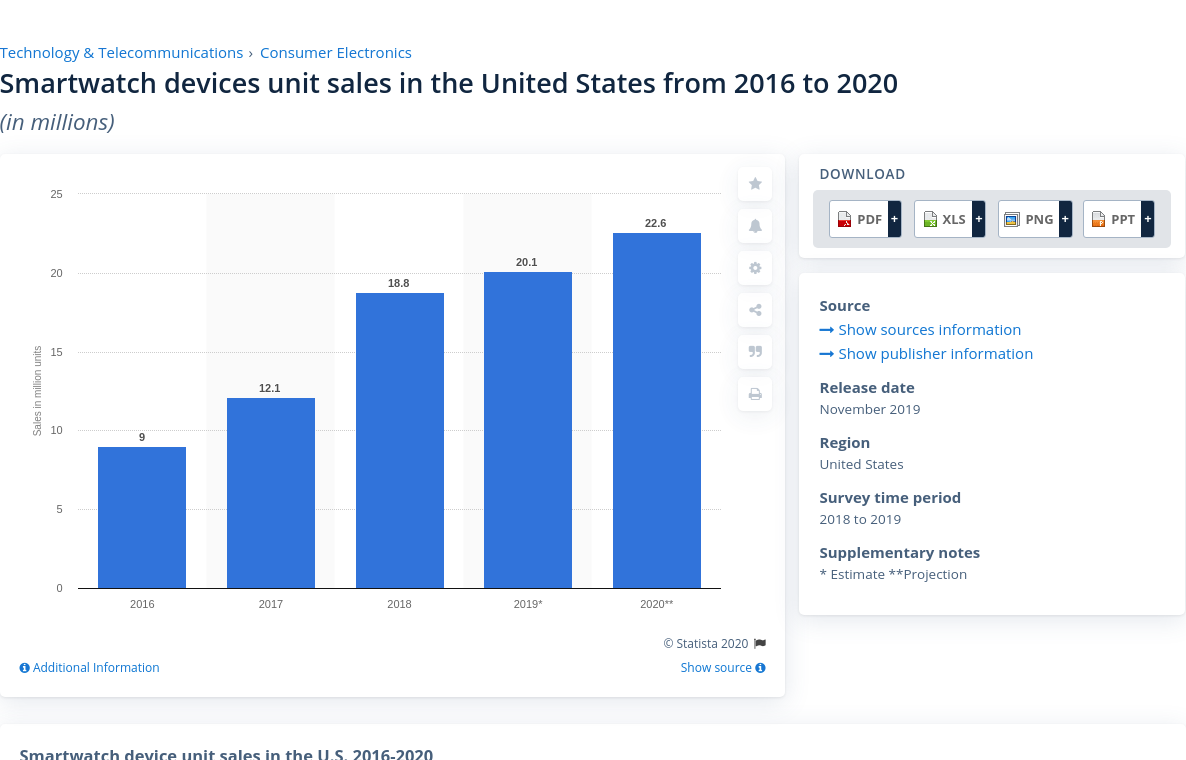 Technology & Telecommunications › Consumer Electronics
Smartwatch devices unit sales in the United States from 2016 to 2020
(in millions)
25
20
15
10
5
0
Sales in million units
9
12.1
18.8
20.1
22.6
2016
2017
2018
2019*
2020**
© Statista 2020
Additional Information
Show source
DOWNLOAD
PDF +
XLS +
PNG +
PPT +
Source
Show sources information
Show publisher information
Release date
November 2019
Region
United States
Survey time period
2018 to 2019
Supplementary notes
* Estimate **Projection
Smartwatch device unit sales in the U.S. 2016-2020